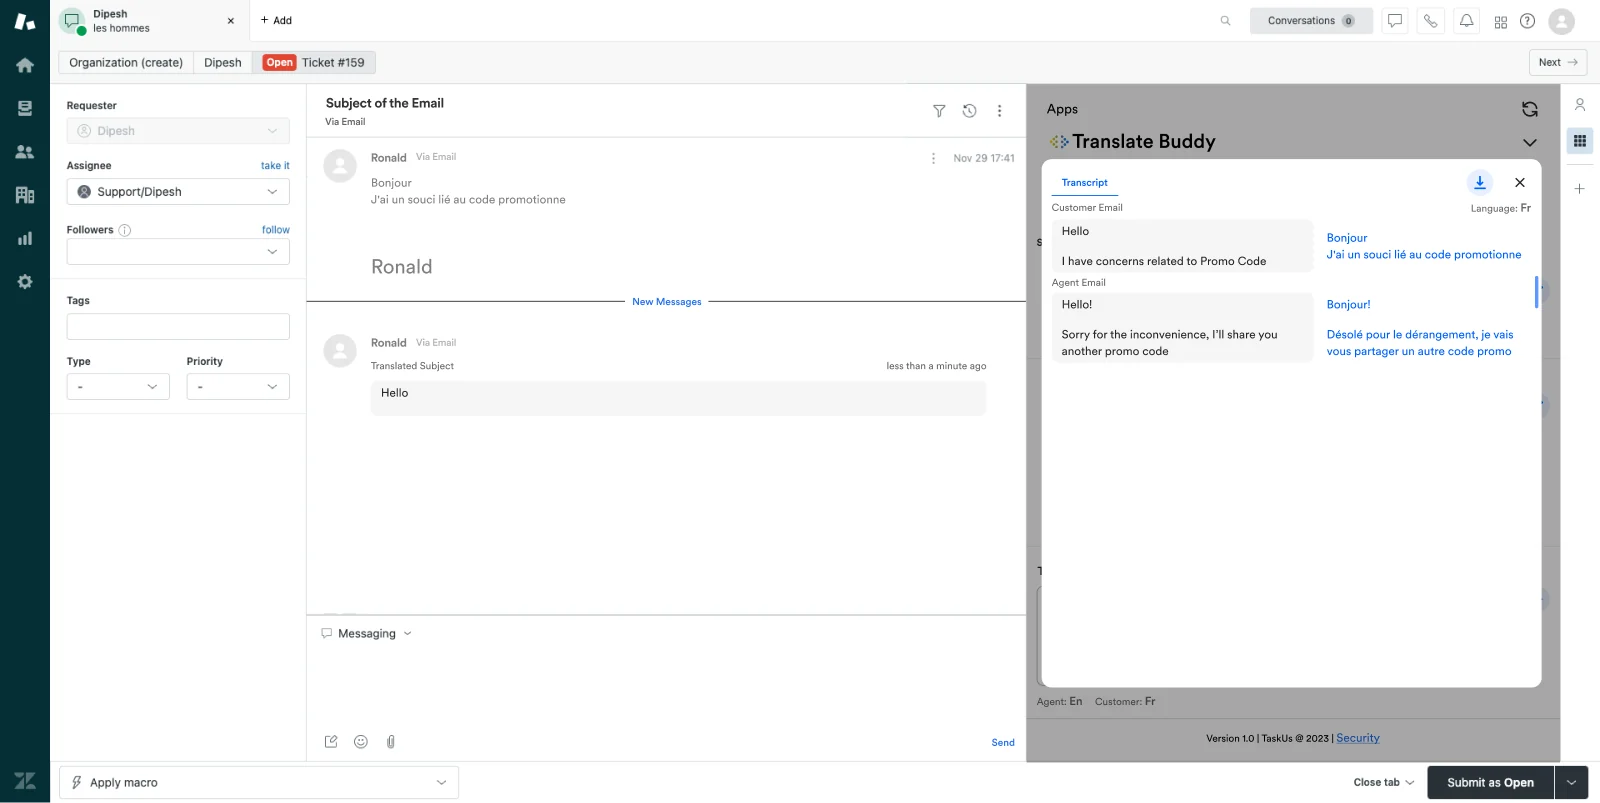 Dipesh
les hommes
+ Add
Conversations 0
Organization (create)
Dipesh
Open Ticket #159
Next
Requester
Dipesh
Assignee
take it
Support/Dipesh
Followers
follow
Tags
Type
Priority
-
-
Subject of the Email
Via Email
Ronald Via Email
Nov 29 17:41
Bonjour
J'ai un souci lié au code promotionne
Ronald
New Messages
Ronald Via Email
Translated Subject
less than a minute ago
Hello
Messaging
Send
Apps
Translate Buddy
Transcript
Customer Email
Language: Fr
Hello
I have concerns related to Promo Code
Bonjour
J'ai un souci lié au code promotionne
Agent Email
Hello!
Sorry for the inconvenience, I'll share you
another promo code
Bonjour!
Désolé pour le dérangement, je vais
vous partager un autre code promo
Agent: En Customer: Fr
Version 1.0 | TaskUs @ 2023 | Security
Apply macro
Close tab
Submit as Open